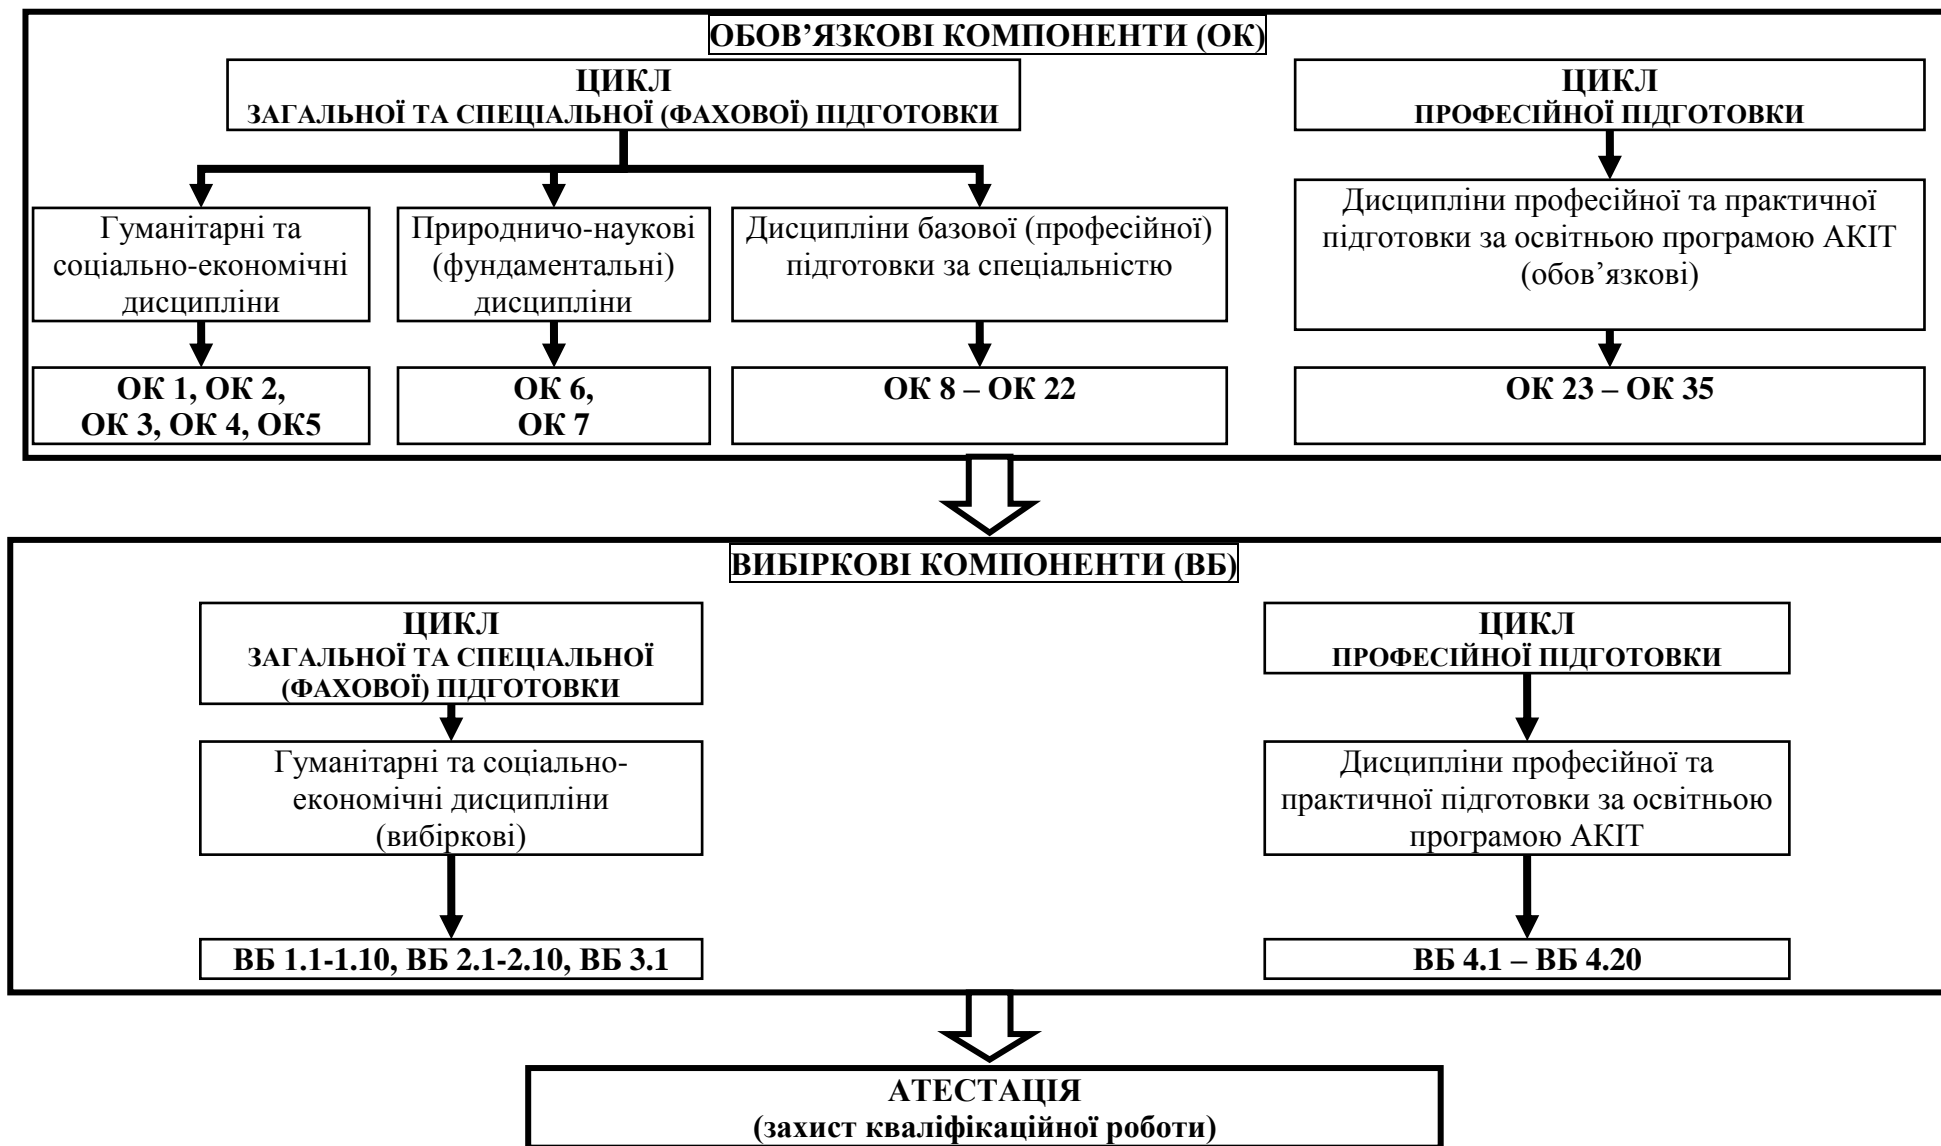 ОБОВ’ЯЗКОВІ КОМПОНЕНТИ (ОК)
ЦИКЛ
ЗАГАЛЬНОЇ ТА СПЕЦІАЛЬНОЇ (ФАХОВОЇ) ПІДГОТОВКИ
ЦИКЛ
ПРОФЕСІЙНОЇ ПІДГОТОВКИ
Гуманітарні та
соціально-економічні
дисципліни
Природничо-наукові
(фундаментальні)
дисципліни
Дисципліни базової (професійної)
підготовки за спеціальністю
Дисципліни професійної та практичної
підготовки за освітньою програмою АКІТ
(обов’язкові)
ОК 1, ОК 2,
ОК 3, ОК 4, ОК5
ОК 6,
ОК 7
ОК 8 – ОК 22
ОК 23 – ОК 35
ВИБІРКОВІ КОМПОНЕНТИ (ВБ)
ЦИКЛ
ЗАГАЛЬНОЇ ТА СПЕЦІАЛЬНОЇ
(ФАХОВОЇ) ПІДГОТОВКИ
ЦИКЛ
ПРОФЕСІЙНОЇ ПІДГОТОВКИ
Гуманітарні та соціально-
економічні дисципліни
(вибіркові)
Дисципліни професійної та
практичної підготовки за освітньою
програмою АКІТ
ВБ 1.1-1.10, ВБ 2.1-2.10, ВБ 3.1
ВБ 4.1 – ВБ 4.20
АТЕСТАЦІЯ
(захист кваліфікаційної роботи)